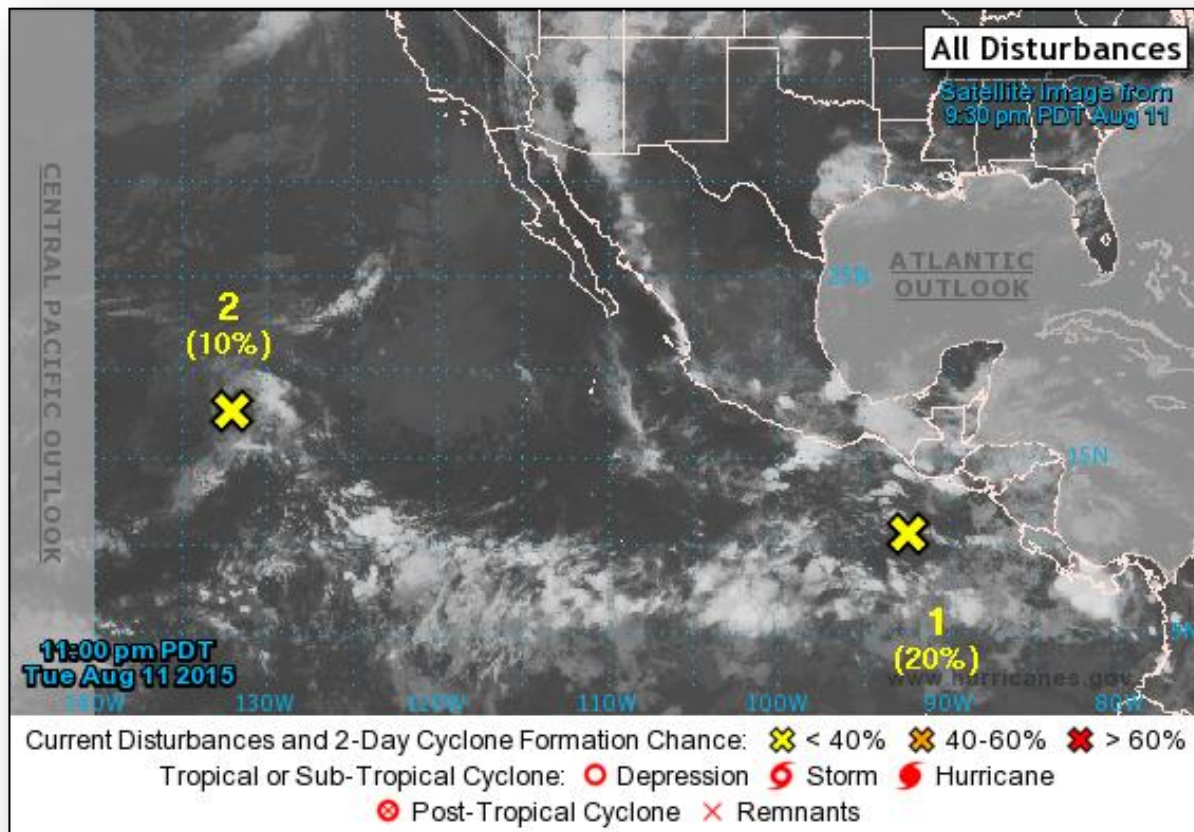 All Disturbances
Satellite Image from
9:30 pm PDT Aug 11
CENTRAL PACIFIC OUTLOOK
ATLANTIC
OUTLOOK
25N
2
(10%)
15N
1
(20%)
5N
11:00 pm PDT
Tue Aug 11 2015
www.hurricanes.gov
140W 130W 120W 110W 100W 90W 80W
Current Disturbances and 2-Day Cyclone Formation Chance: < 40% 40-60% > 60%
Tropical or Sub-Tropical Cyclone: Depression Storm Hurricane
Post-Tropical Cyclone Remnants